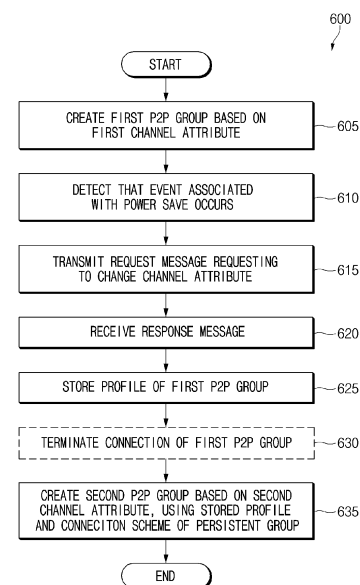 600
START
CREATE FIRST P2P GROUP BASED ON
FIRST CHANNEL ATTRIBUTE
605
DETECT THAT EVENT ASSOCIATED
WITH POWER SAVE OCCURS
610
TRANSMIT REQUEST MESSAGE REQUESTING
TO CHANGE CHANNEL ATTRIBUTE
615
RECEIVE RESPONSE MESSAGE
620
STORE PROFILE OF FIRST P2P GROUP
625
TERMINATE CONNECTION OF FIRST P2P GROUP
630
CREATE SECOND P2P GROUP BASED ON SECOND
CHANNEL ATTRIBUTE, USING STORED PROFILE
AND CONNECITON SCHEME OF PERSISTENT GROUP
635
END